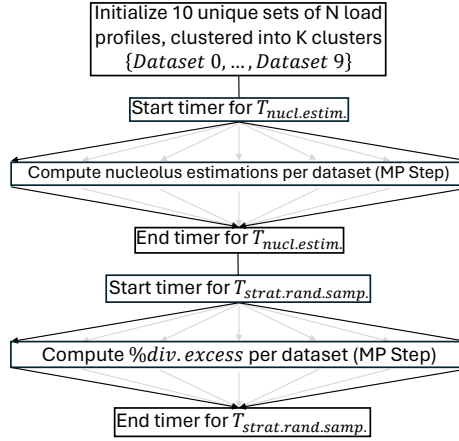 Initialize 10 unique sets of N load
profiles, clustered into K clusters
{Dataset 0, ..., Dataset 9}
Start timer for T_nucl.estim.
Compute nucleolus estimations per dataset (MP Step)
End timer for T_nucl.estim.
Start timer for T_strat.rand.samp.
Compute %div.excess per dataset (MP Step)
End timer for T_strat.rand.samp.